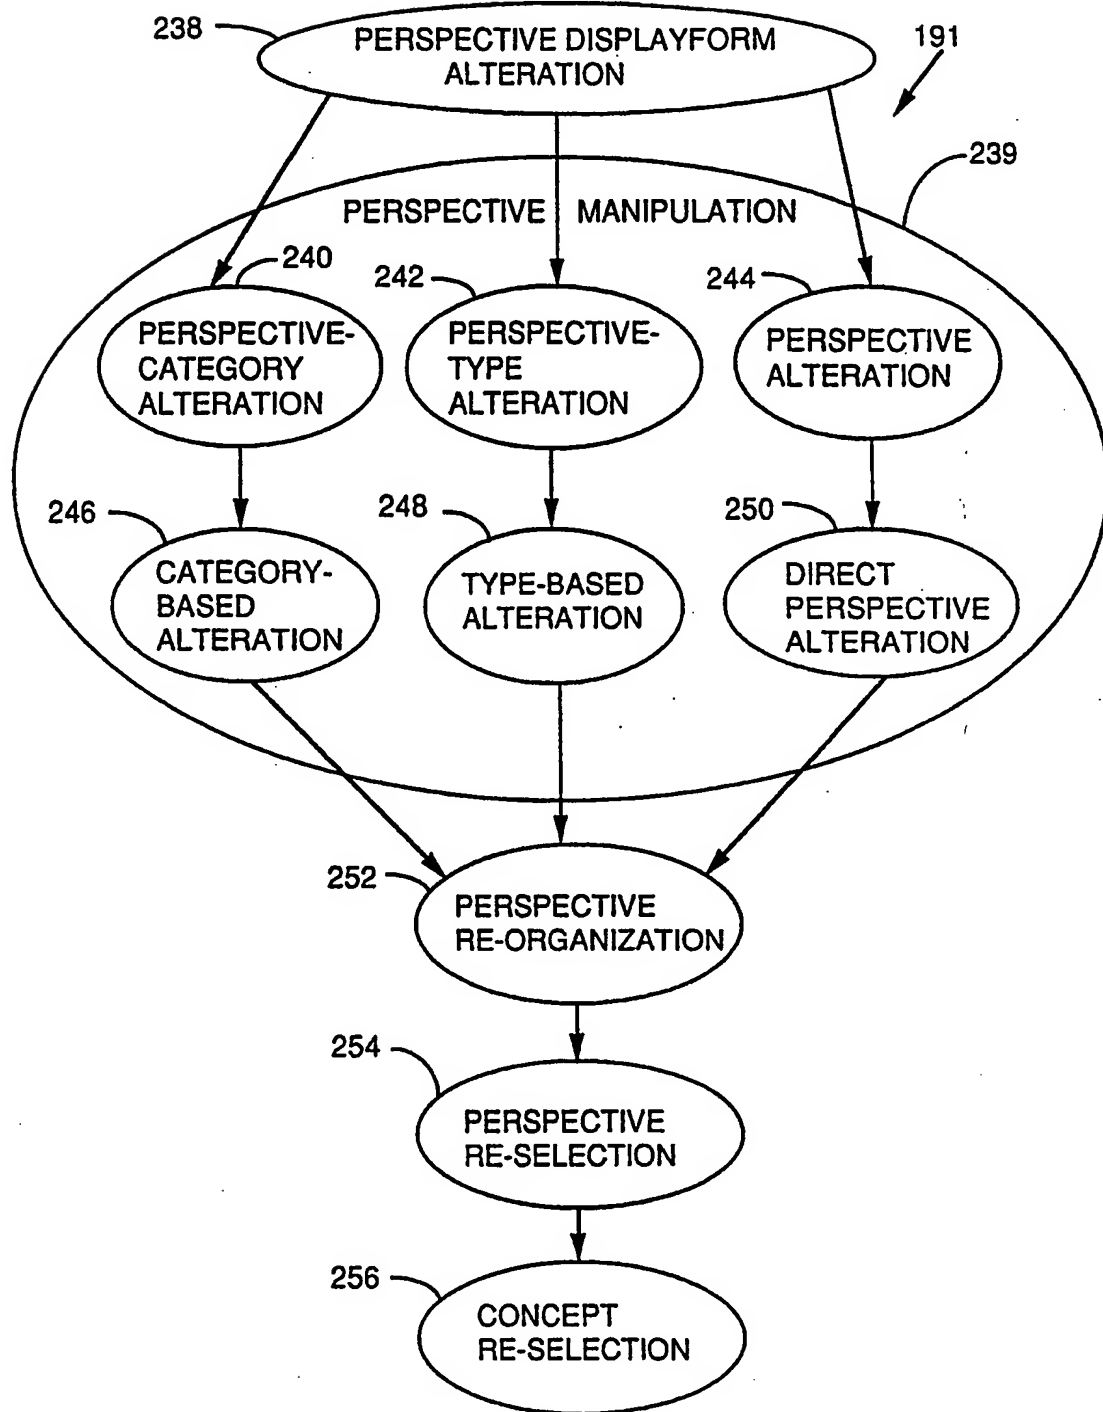 238
PERSPECTIVE DISPLAYFORM
ALTERATION
191
239
PERSPECTIVE MANIPULATION
240
242
244
PERSPECTIVE-
CATEGORY
ALTERATION
PERSPECTIVE-
TYPE
ALTERATION
PERSPECTIVE
ALTERATION
246
248
250
CATEGORY-
BASED
ALTERATION
TYPE-BASED
ALTERATION
DIRECT
PERSPECTIVE
ALTERATION
252
PERSPECTIVE
RE-ORGANIZATION
254
PERSPECTIVE
RE-SELECTION
256
CONCEPT
RE-SELECTION